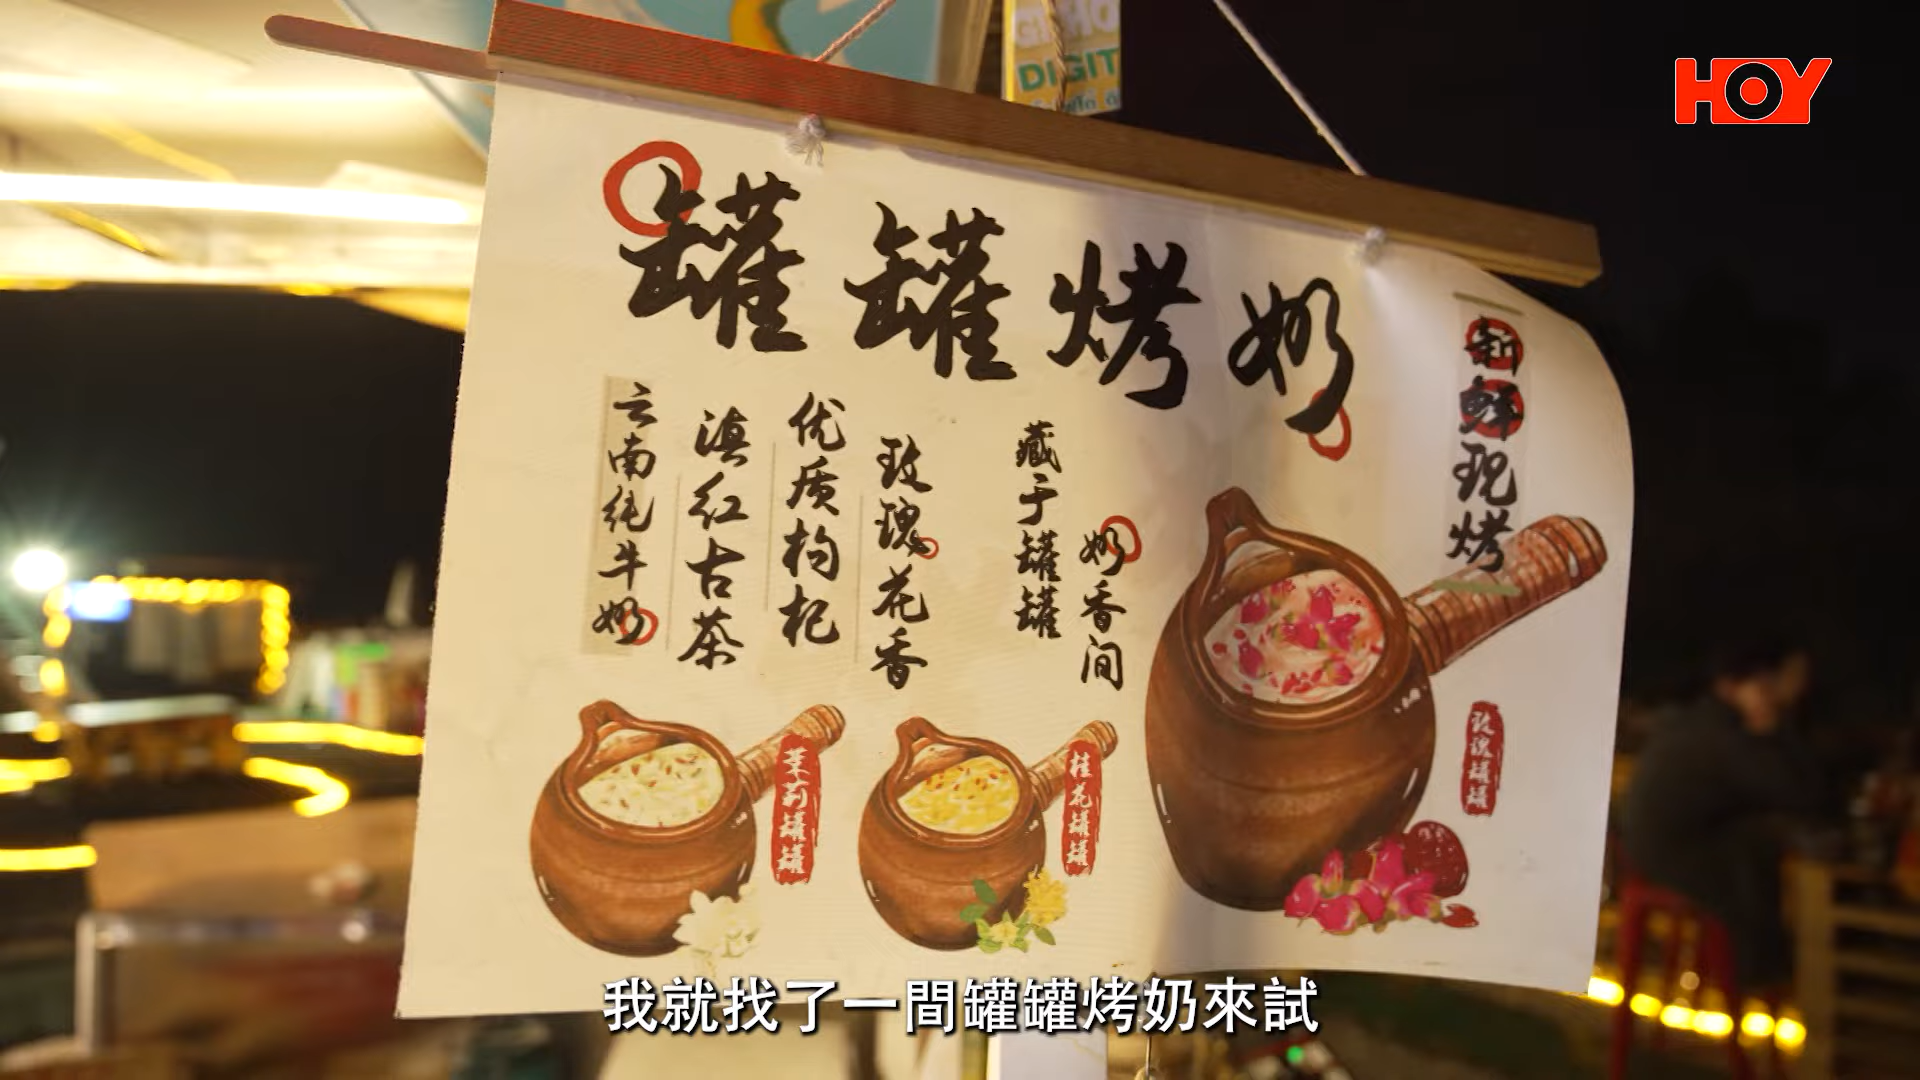 GIHO
DIGIT
HOY
罐罐烤奶
新鲜现烤
云南纯牛奶
滇红古茶
优质枸杞
玫瑰花香
藏于罐罐
奶香间
茉莉罐罐
桂花罐罐
玫瑰罐罐
我就找了一間罐罐烤奶來試